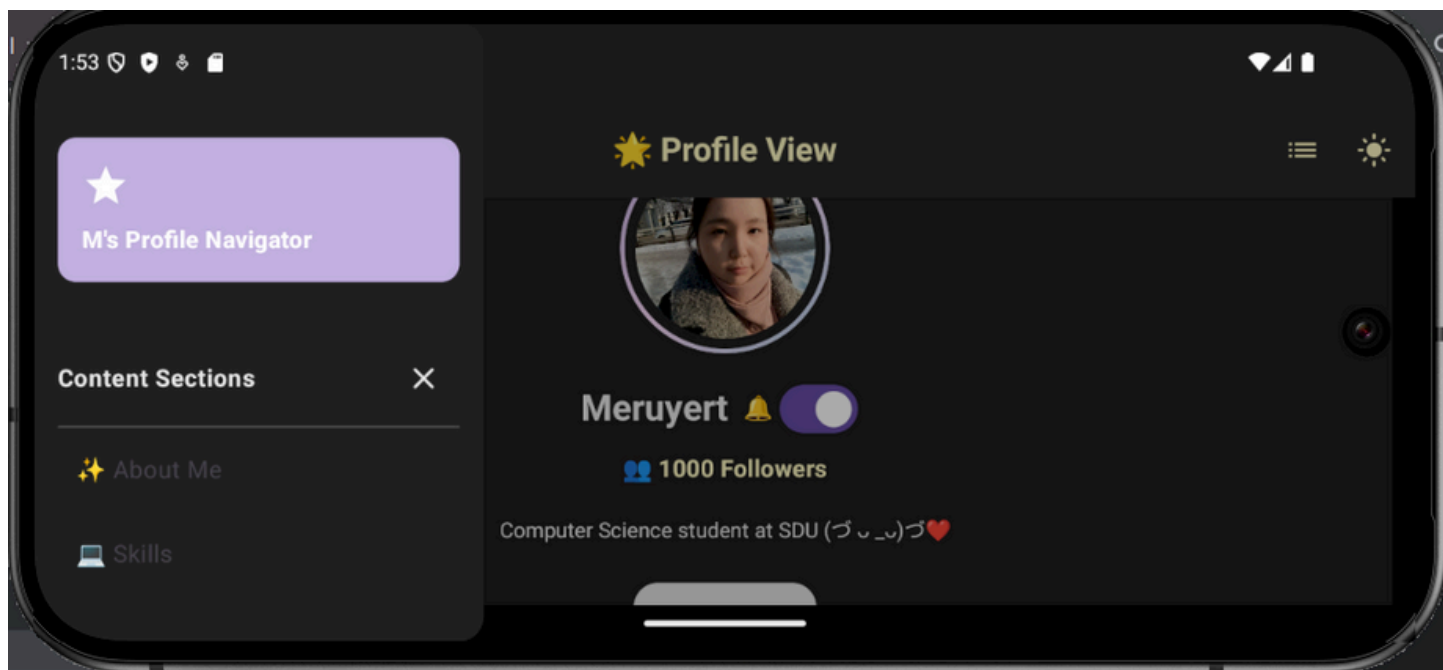 1:53
🌟 Profile View
M's Profile Navigator
Content Sections
✨ About Me
💻 Skills
Meruyert 🔔
👥 1000 Followers
Computer Science student at SDU (づ ᴗ _ᴗ)づ❤️